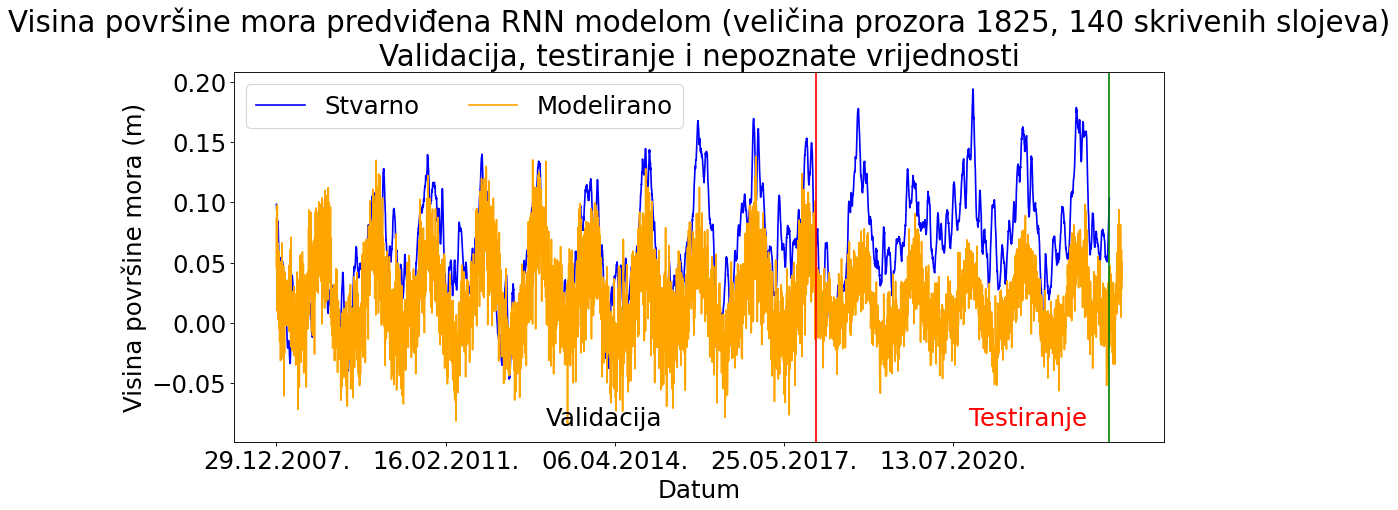 Visina površine mora predviđena RNN modelom (veličina prozora 1825, 140 skrivenih slojeva)
Validacija, testiranje i nepoznate vrijednosti
Stvarno
Modelirano
Visina površine mora (m)
0.20
0.15
0.10
0.05
0.00
−0.05
Validacija
Testiranje
29.12.2007.
16.02.2011.
06.04.2014.
25.05.2017.
13.07.2020.
Datum